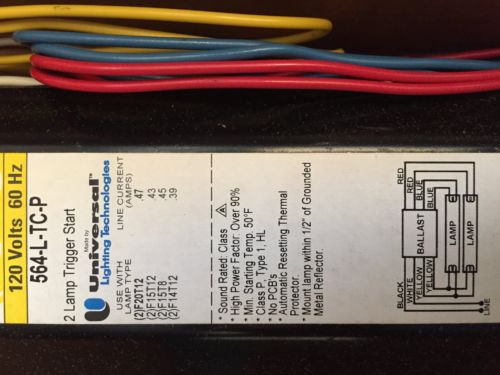 120 Volts 60 Hz
564-L-TC-P
2 Lamp Trigger Start
Made by
UNIVERSAL™
Lighting Technologies
USE WITH LINE CURRENT
LAMP TYPE (AMPS)
(2)F20T12 .47
(2)F15T12 .43
(2)F15T8 .45
(2)F14T12 .39
* Sound Rated: Class A
* High Power Factor: Over 90%
* Min. Starting Temp. 50°F
* Class P, Type 1, HL
* No PCB's
* Automatic Resetting Thermal
Protector.
* Mount lamp within 1/2" of Grounded
Metal Reflector.
RED
RED
BLUE
BLUE
BALLAST
LAMP
LAMP
BLACK
WHITE
YELLOW
YELLOW
LINE